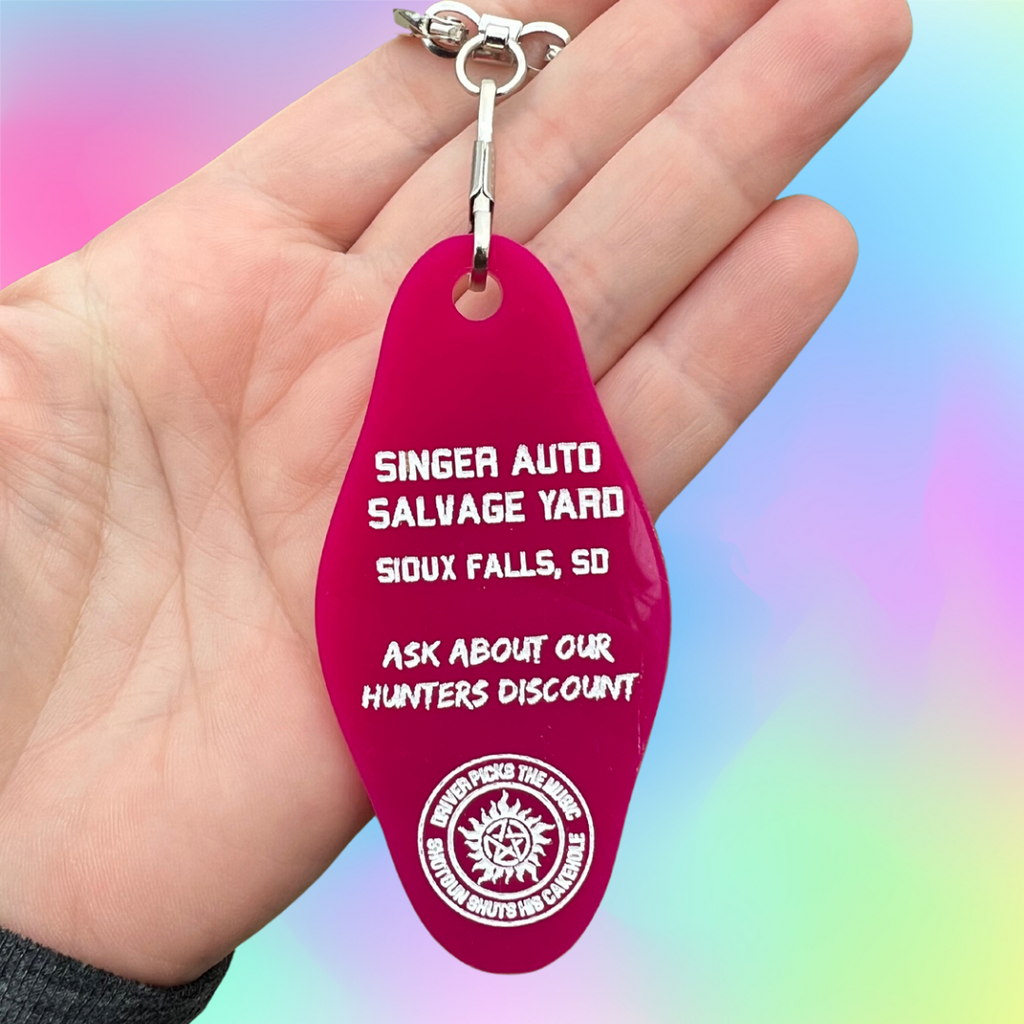 SINGER AUTO
SALVAGE YARD
SIOUX FALLS, SD
ASK ABOUT OUR
HUNTERS DISCOUNT
DRIVER PICKS THE MUSIC
SHOTGUN SHUTS HIS CAKEHOLE